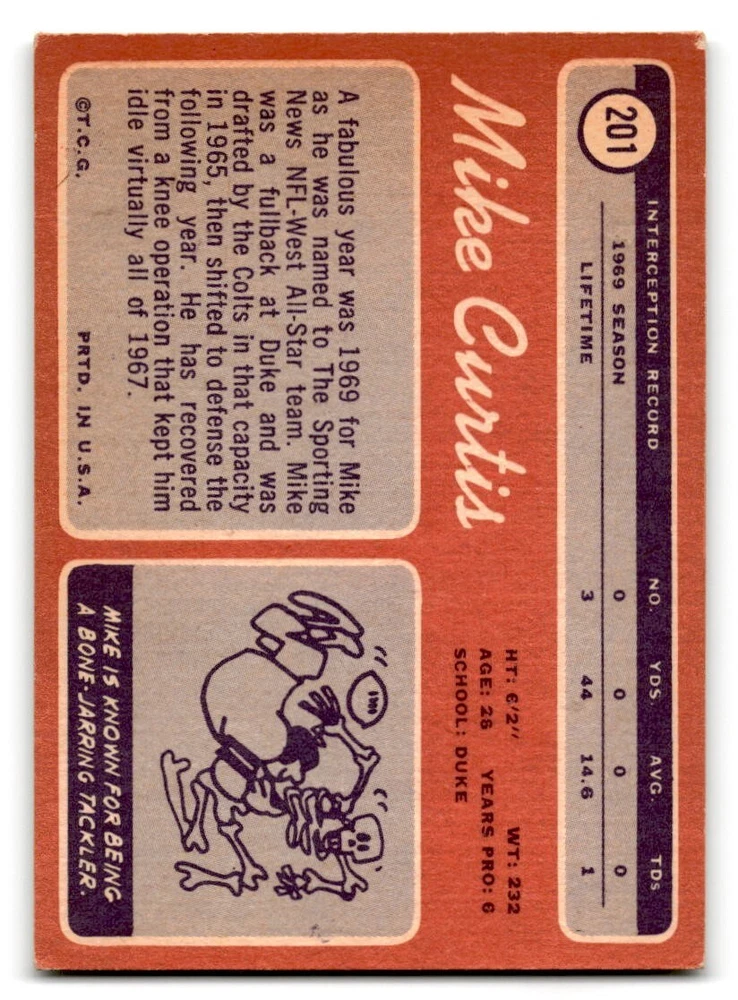 201
INTERCEPTION RECORD NO. YDS. AVG. TDs
1969 SEASON 0 0 0 0
LIFETIME 3 44 14.6 1
Mike Curtis
HT: 6'2" WT: 232
AGE: 26 YEARS PRO: 6
SCHOOL: DUKE
A fabulous year was 1969 for Mike
as he was named to The Sporting
News NFL-West All-Star team. Mike
was a fullback at Duke and was
drafted by the Colts in that capacity
in 1965, then shifted to defense the
following year. He has recovered
from a knee operation that kept him
idle virtually all of 1967.
©T.C.G. PRTD. IN U.S.A.
MIKE IS KNOWN FOR BEING
A BONE-JARRING TACKLER.